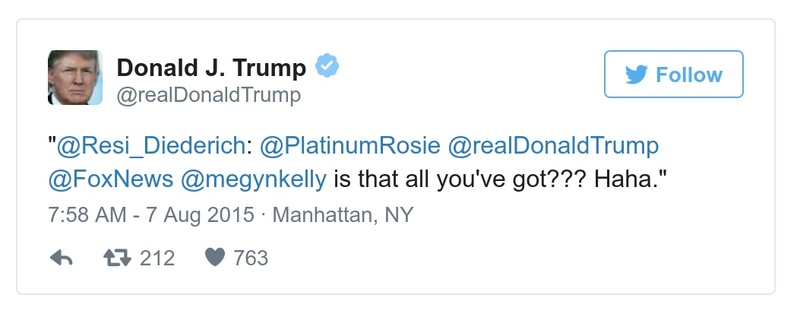 Donald J. Trump
@realDonaldTrump
Follow
"@Resi_Diederich: @PlatinumRosie @realDonaldTrump
@FoxNews @megynkelly is that all you've got??? Haha."
7:58 AM - 7 Aug 2015 · Manhattan, NY
212 763